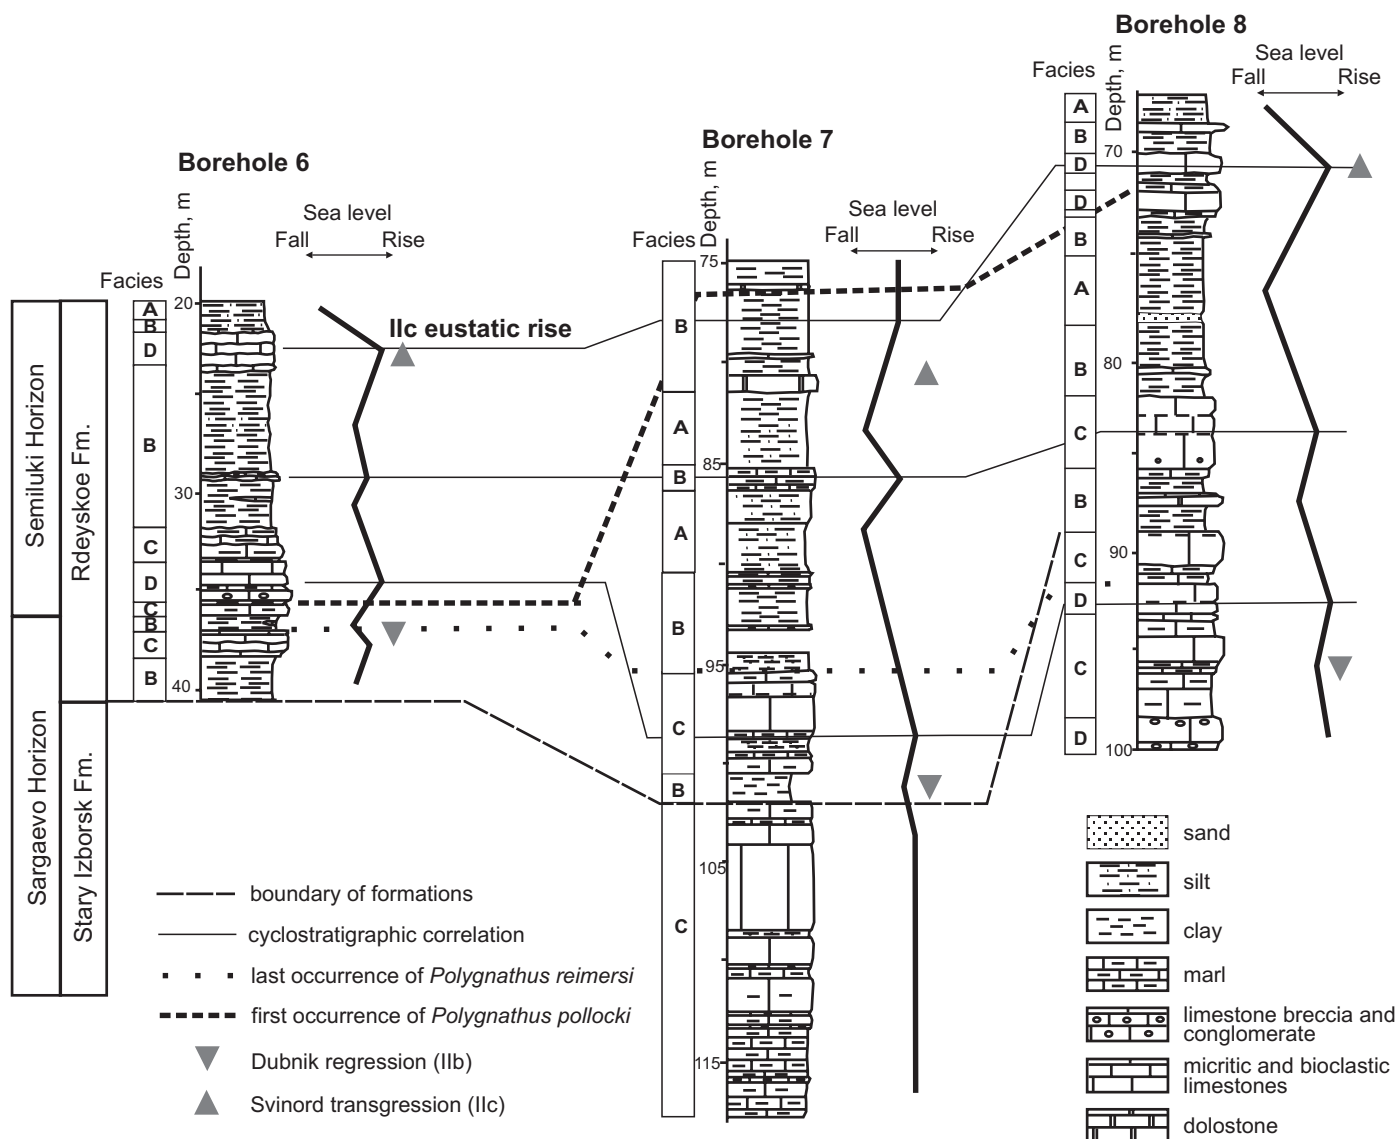 Borehole 8
Sea level
Fall
Rise
Facies
Depth, m
A
B
D
D
B
A
B
C
B
C
D
C
D
70
80
90
100
Borehole 7
Sea level
Fall
Rise
Facies
Depth, m
B
A
B
A
B
C
B
C
75
85
95
105
115
Borehole 6
Sea level
Fall
Rise
Facies
Depth, m
A
B
D
B
C
D
C
B
C
B
20
30
40
IIc eustatic rise
Semiluki Horizon
Rdeyskoe Fm.
Sargaevo Horizon
Stary Izborsk Fm.
boundary of formations
cyclostratigraphic correlation
last occurrence of Polygnathus reimersi
first occurrence of Polygnathus pollocki
Dubnik regression (IIb)
Svinord transgression (IIc)
sand
silt
clay
marl
limestone breccia and
conglomerate
micritic and bioclastic
limestones
dolostone